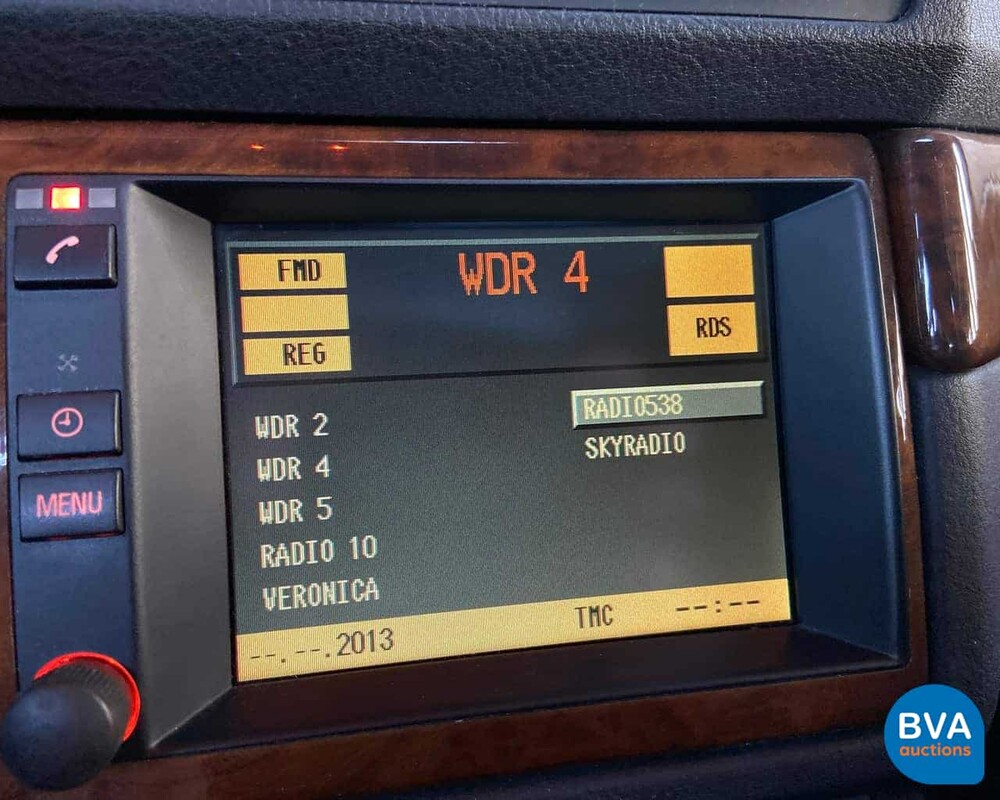 FMD
WDR 4
REG
RDS
WDR 2
WDR 4
WDR 5
RADIO 10
VERONICA
RADIO538
SKYRADIO
--.--.2013
TMC
--:--
MENU
BVA
auctions